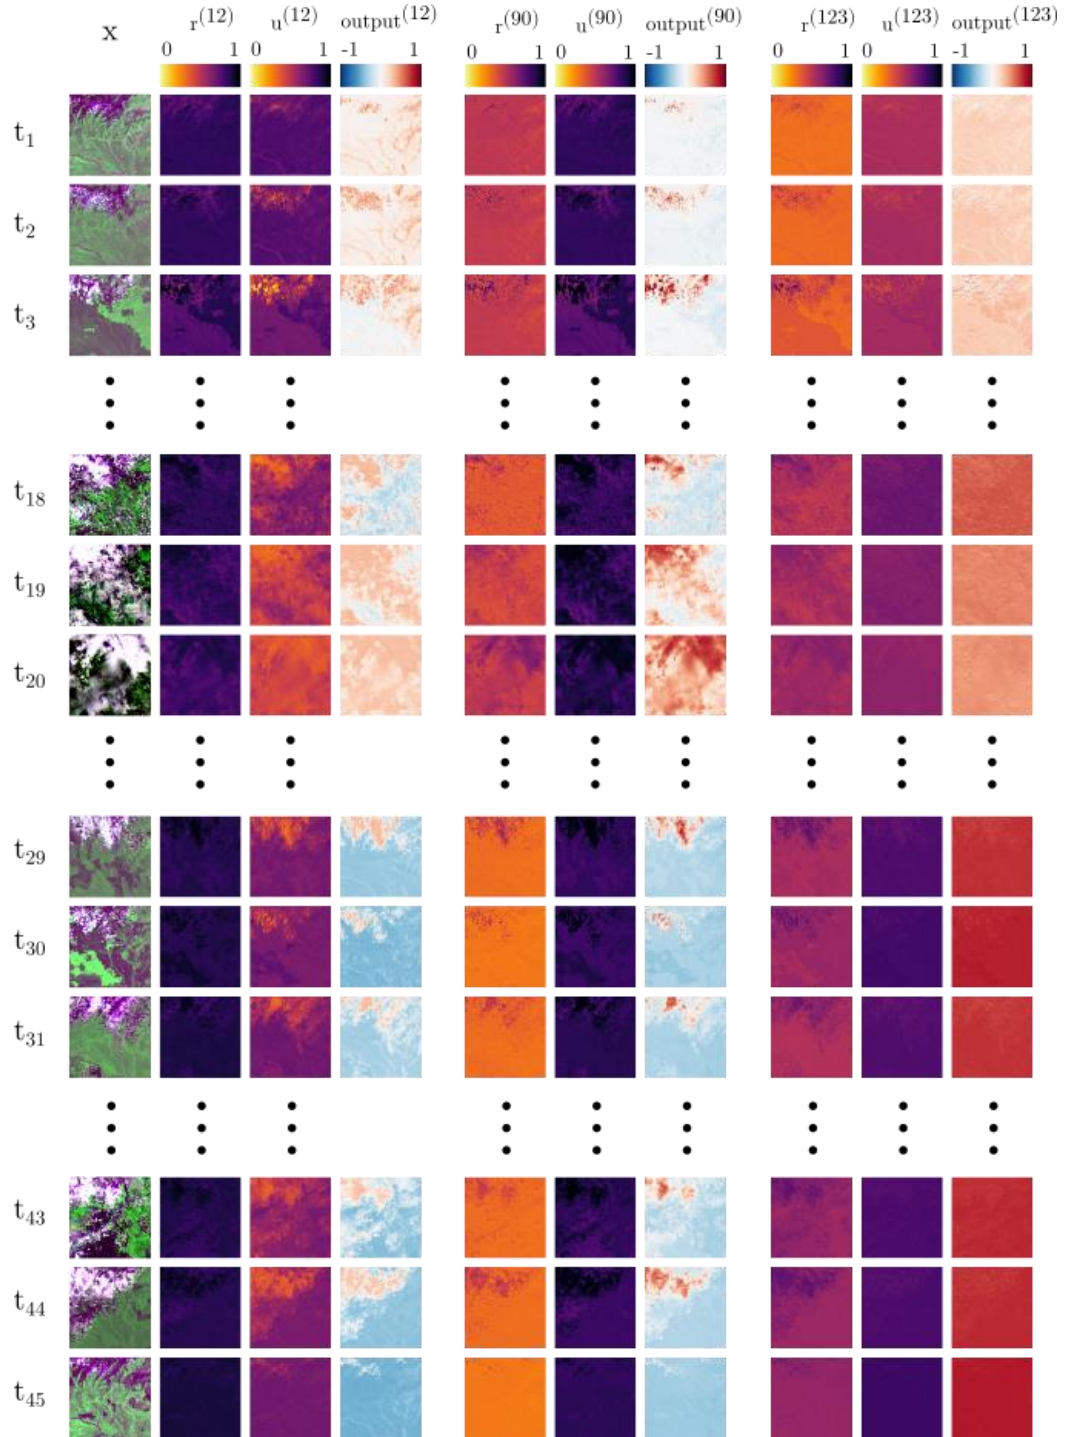 x r(12) u(12) output(12) r(90) u(90) output(90) r(123) u(123) output(123)
0 1 0 1 -1 1 0 1 0 1 -1 1 0 1 0 1 -1 1
t1
t2
t3
t18
t19
t20
t29
t30
t31
t43
t44
t45